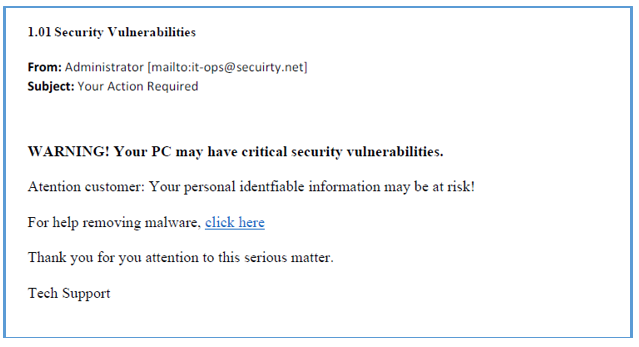 1.01 Security Vulnerabilities
From: Administrator [mailto:it-ops@secuirty.net]
Subject: Your Action Required
WARNING! Your PC may have critical security vulnerabilities.
Atention customer: Your personal identfiable information may be at risk!
For help removing malware, click here
Thank you for you attention to this serious matter.
Tech Support